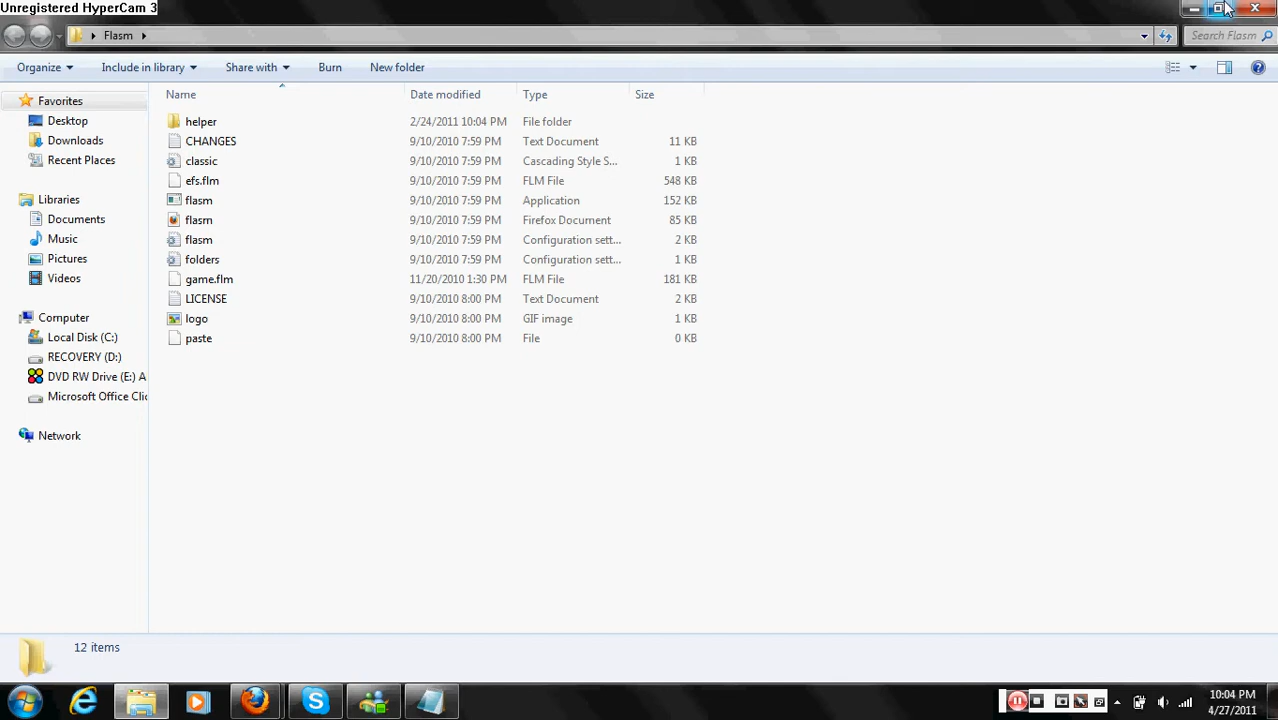 Unregistered HyperCam 3
Flasm
Search Flasm
Organize Include in library Share with Burn New folder
Name Date modified Type Size
Favorites
Desktop
Downloads
Recent Places
Libraries
Documents
Music
Pictures
Videos
Computer
Local Disk (C:)
RECOVERY (D:)
DVD RW Drive (E:) A
Microsoft Office Clic
Network
helper 2/24/2011 10:04 PM File folder
CHANGES 9/10/2010 7:59 PM Text Document 11 KB
classic 9/10/2010 7:59 PM Cascading Style S... 1 KB
efs.flm 9/10/2010 7:59 PM FLM File 548 KB
flasm 9/10/2010 7:59 PM Application 152 KB
flasm 9/10/2010 7:59 PM Firefox Document 85 KB
flasm 9/10/2010 7:59 PM Configuration sett... 2 KB
folders 9/10/2010 7:59 PM Configuration sett... 1 KB
game.flm 11/20/2010 1:30 PM FLM File 181 KB
LICENSE 9/10/2010 8:00 PM Text Document 2 KB
logo 9/10/2010 8:00 PM GIF image 1 KB
paste 9/10/2010 8:00 PM File 0 KB
12 items
10:04 PM
4/27/2011